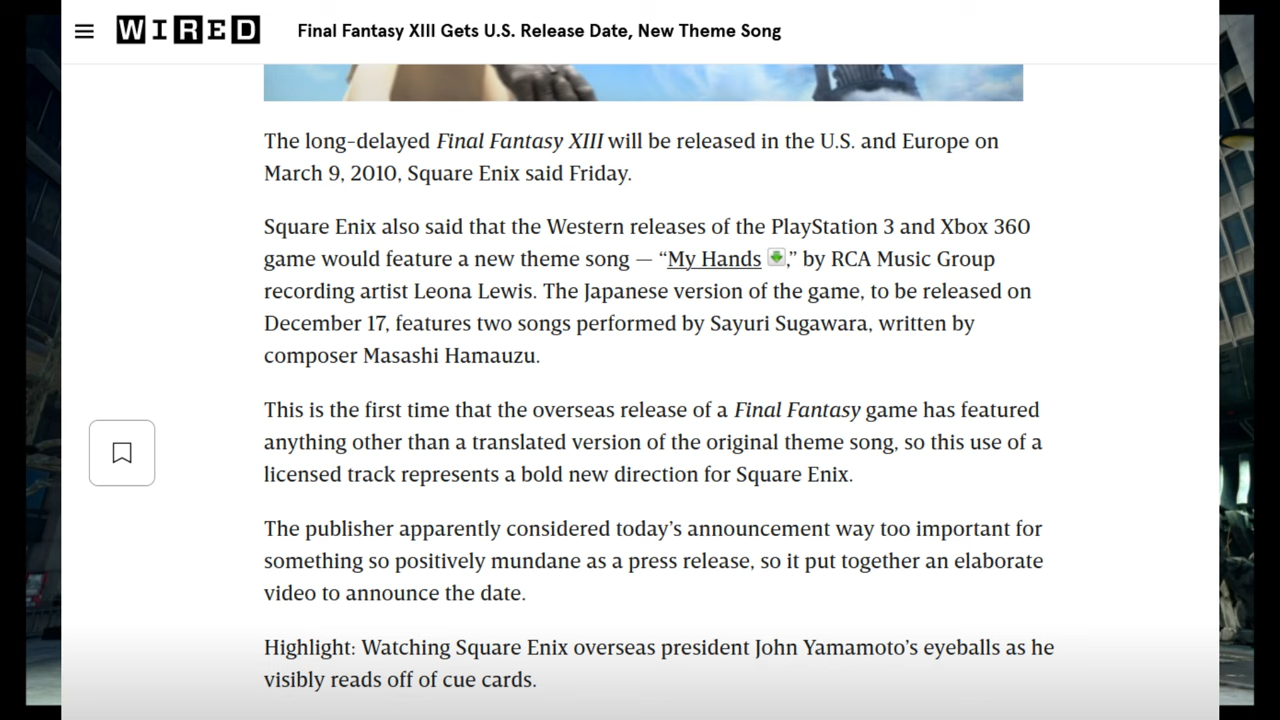 WIRED
Final Fantasy XIII Gets U.S. Release Date, New Theme Song
The long-delayed Final Fantasy XIII will be released in the U.S. and Europe on
March 9, 2010, Square Enix said Friday.
Square Enix also said that the Western releases of the PlayStation 3 and Xbox 360
game would feature a new theme song — “My Hands ,” by RCA Music Group
recording artist Leona Lewis. The Japanese version of the game, to be released on
December 17, features two songs performed by Sayuri Sugawara, written by
composer Masashi Hamauzu.
This is the first time that the overseas release of a Final Fantasy game has featured
anything other than a translated version of the original theme song, so this use of a
licensed track represents a bold new direction for Square Enix.
The publisher apparently considered today’s announcement way too important for
something so positively mundane as a press release, so it put together an elaborate
video to announce the date.
Highlight: Watching Square Enix overseas president John Yamamoto’s eyeballs as he
visibly reads off of cue cards.